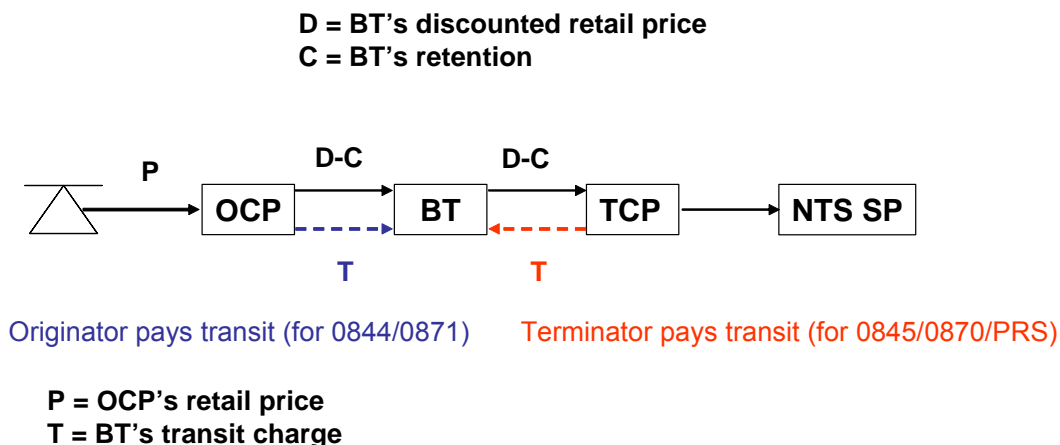 D = BT's discounted retail price
C = BT's retention
P
D-C
D-C
OCP
BT
TCP
NTS SP
T
T
Originator pays transit (for 0844/0871)
Terminator pays transit (for 0845/0870/PRS)
P = OCP's retail price
T = BT's transit charge